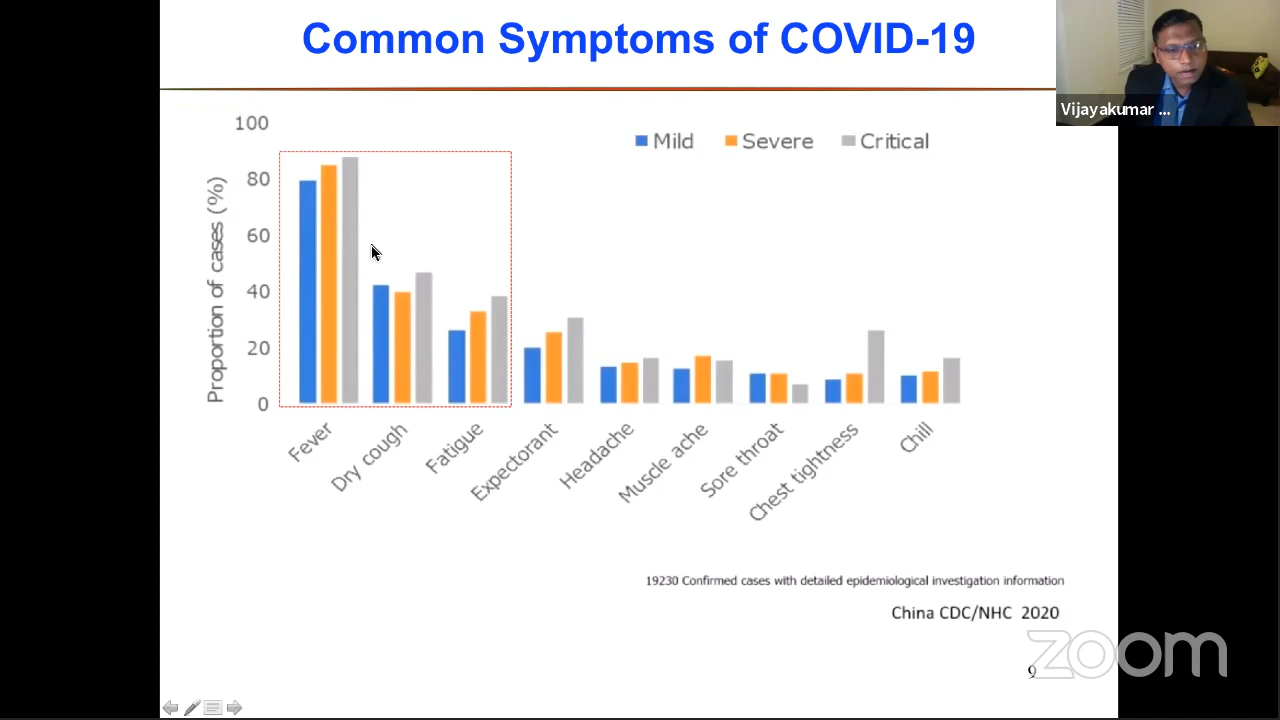 Common Symptoms of COVID-19
Vijayakumar ...
Mild Severe Critical
Proportion of cases (%)
100
80
60
40
20
0
Fever
Dry cough
Fatigue
Expectorant
Headache
Muscle ache
Sore throat
Chest tightness
Chill
19230 Confirmed cases with detailed epidemiological investigation information
China CDC/NHC 2020
zoom
9